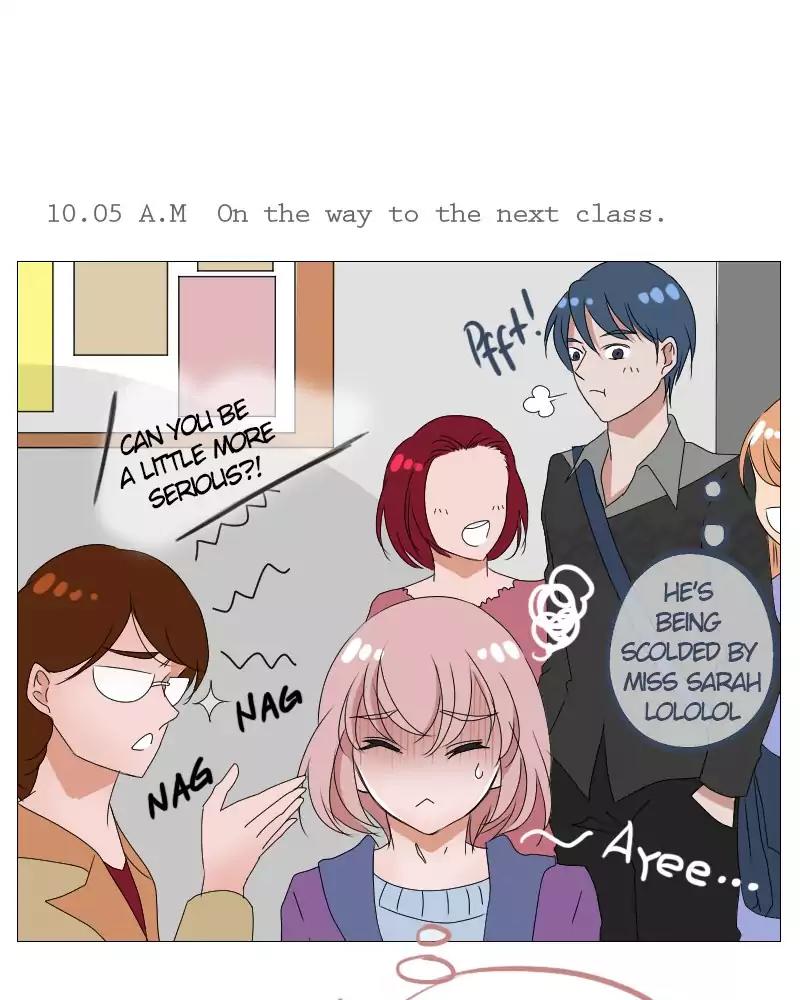 10.05 A.M  On the way to the next class.
Pfft!
CAN YOU BE
A LITTLE MORE
SERIOUS?!
HE'S
BEING
SCOLDED BY
MISS SARAH
LOLOLOL
NAG
NAG
~ Ayee...